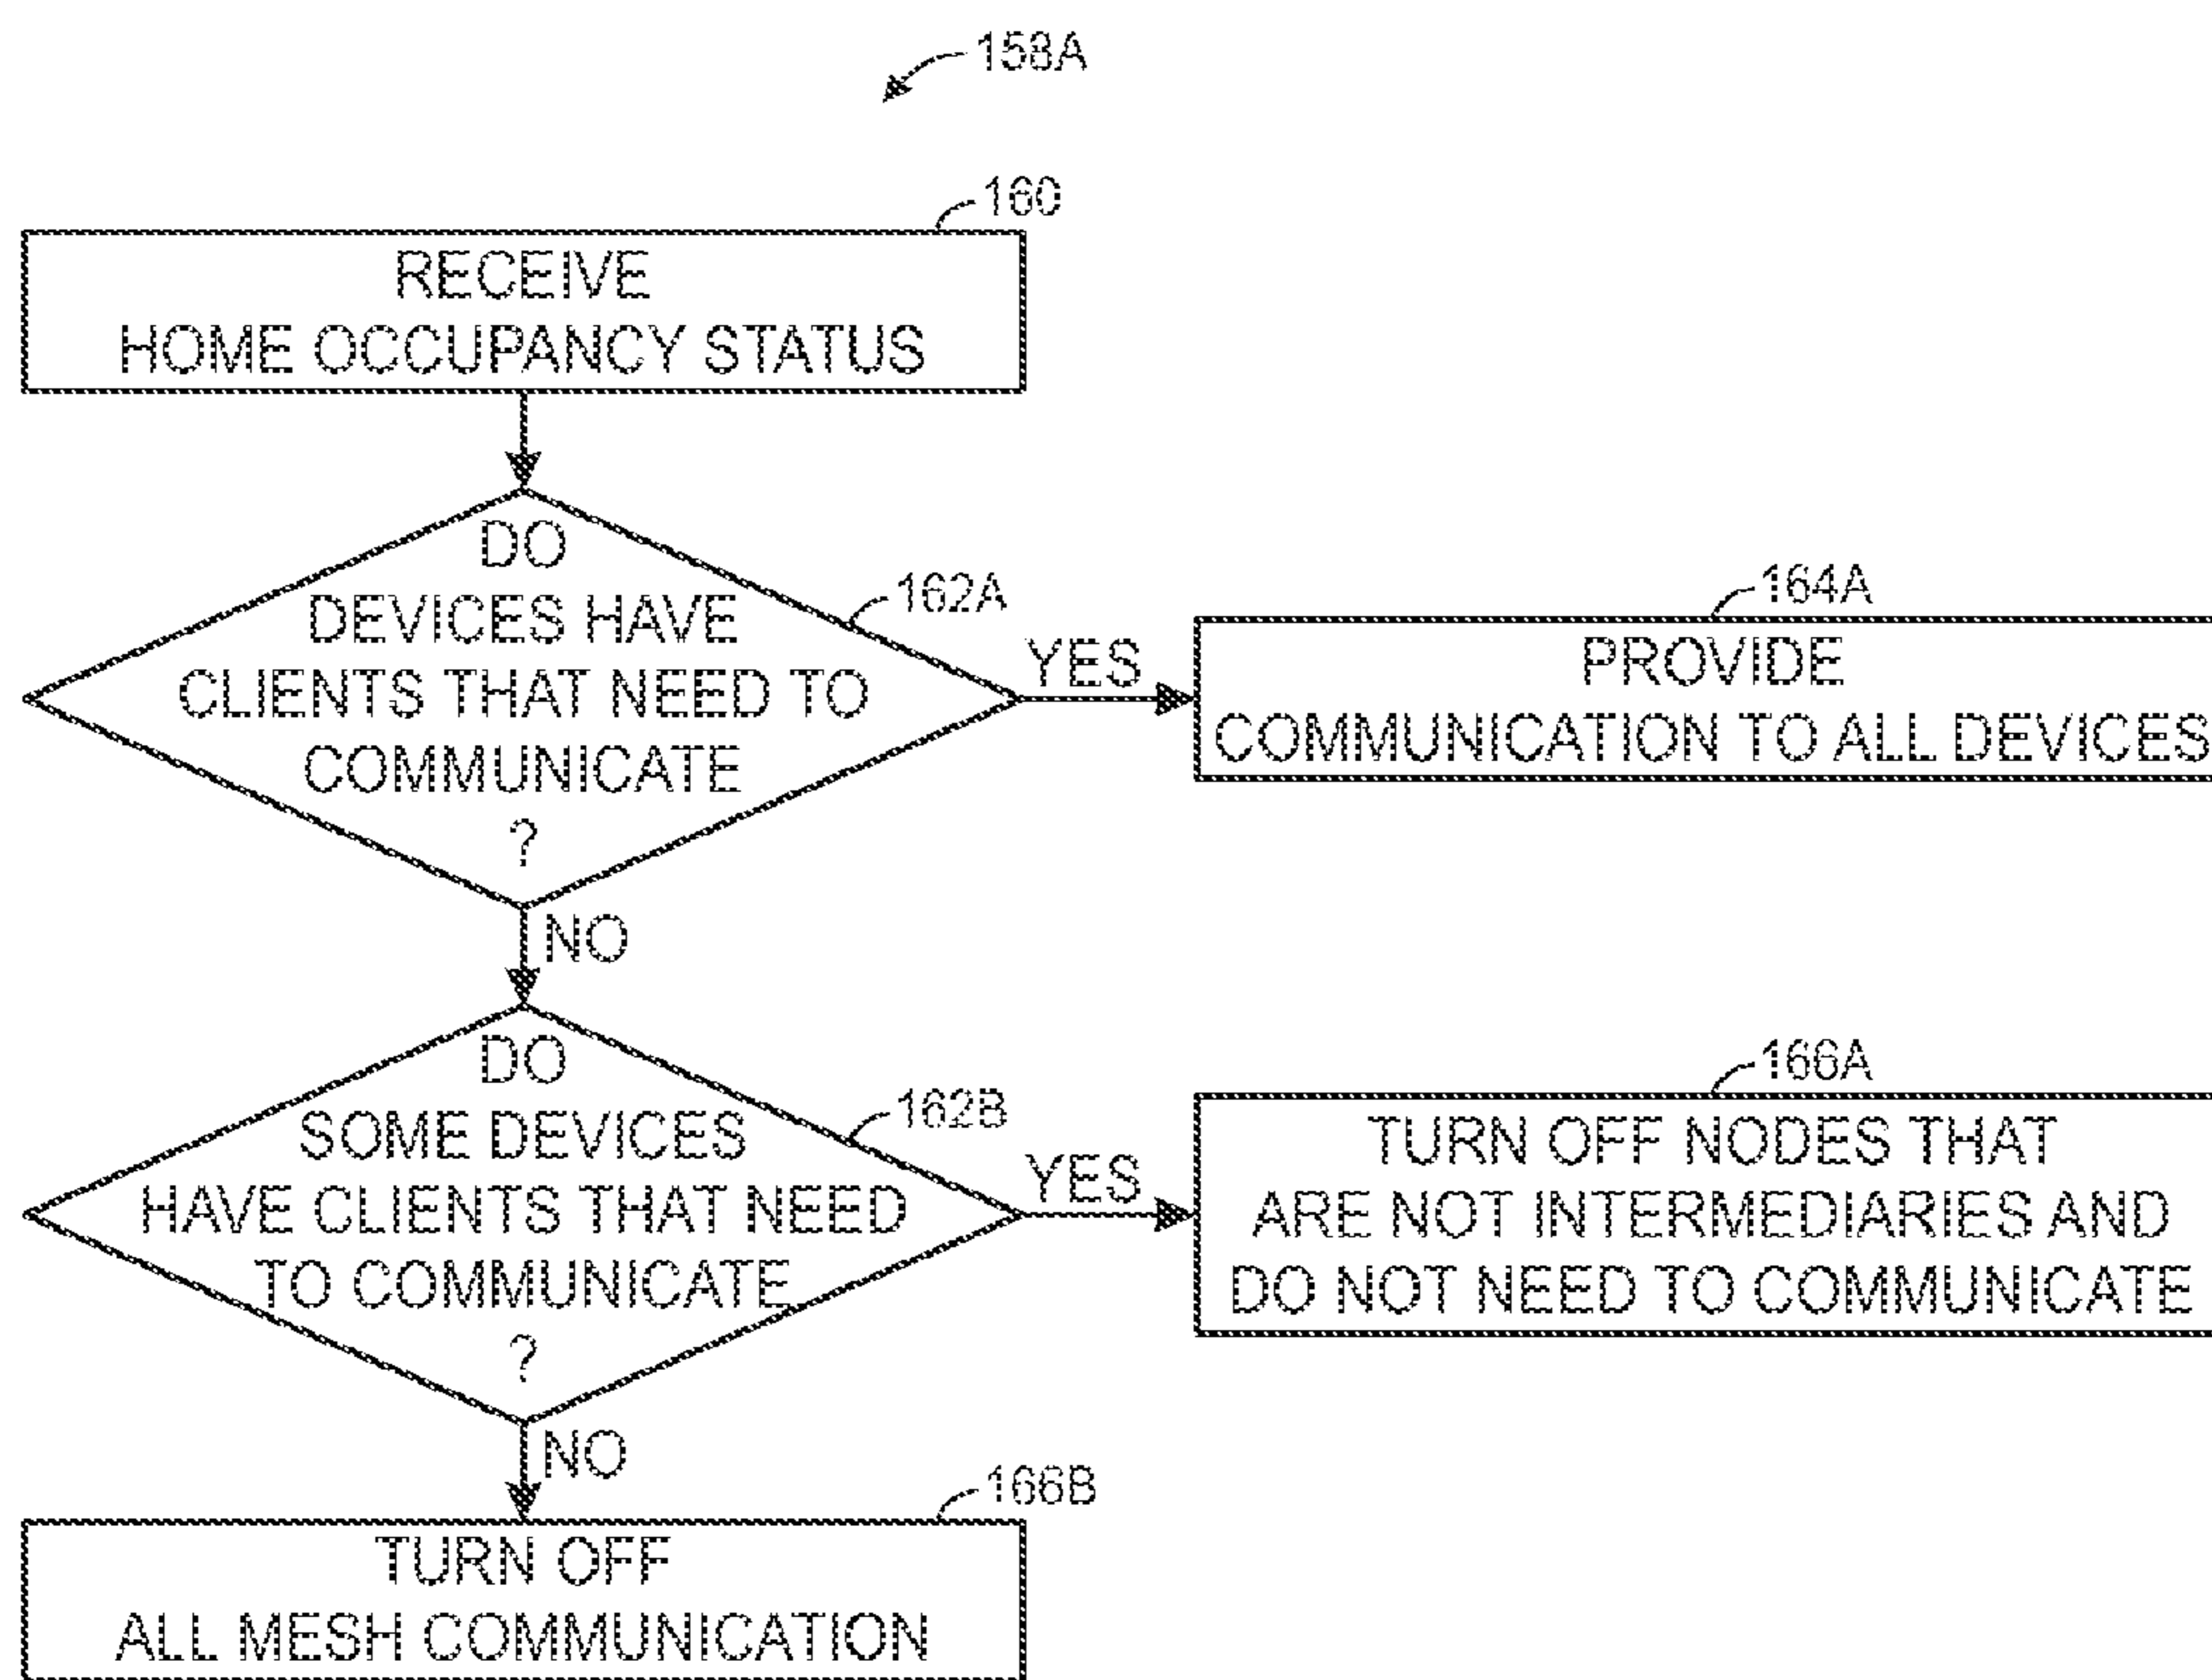 158A
160
RECEIVE
HOME OCCUPANCY STATUS
DO
DEVICES HAVE
CLIENTS THAT NEED TO
COMMUNICATE
?
162A
YES
164A
PROVIDE
COMMUNICATION TO ALL DEVICES
NO
DO
SOME DEVICES
HAVE CLIENTS THAT NEED
TO COMMUNICATE
?
162B
YES
166A
TURN OFF NODES THAT
ARE NOT INTERMEDIARIES AND
DO NOT NEED TO COMMUNICATE
NO
166B
TURN OFF
ALL MESH COMMUNICATION